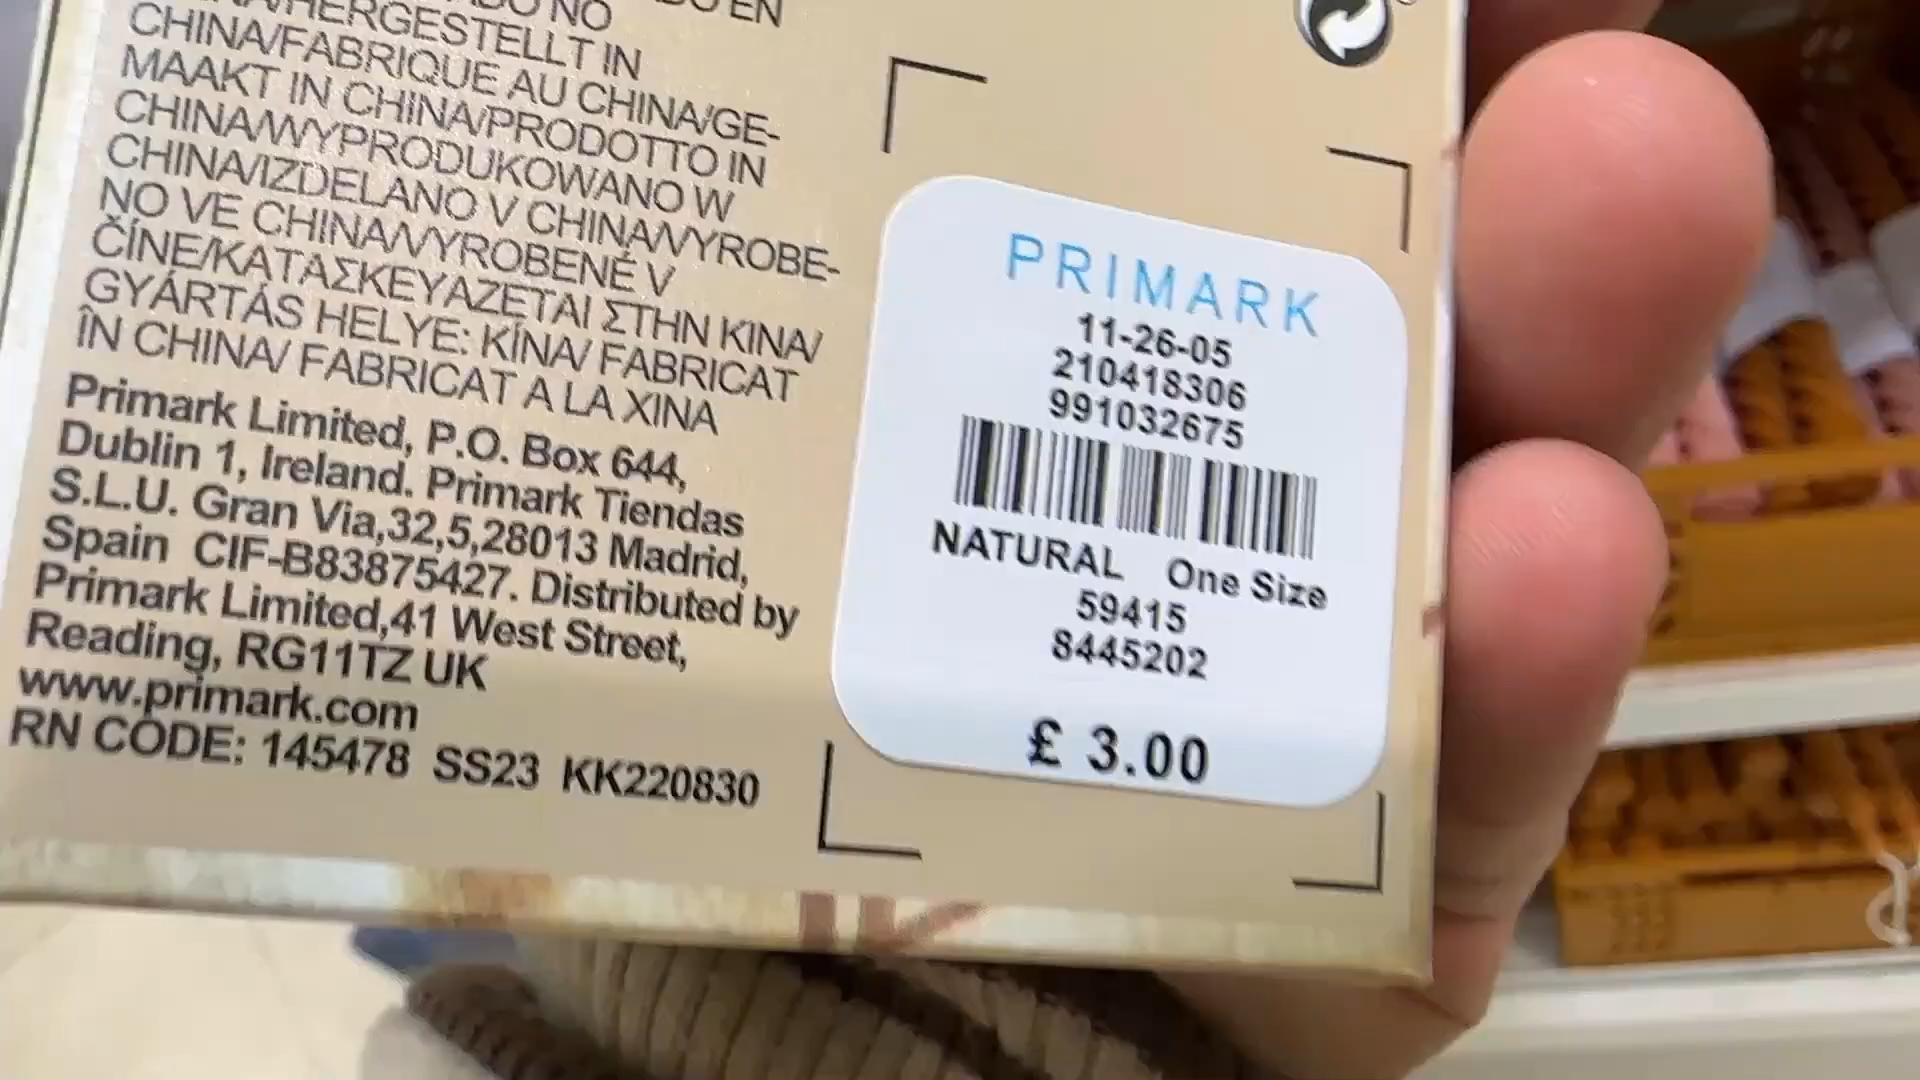 NO
EN
HERGESTELLT IN
CHINA/FABRIQUE AU CHINA/GE-
MAAKT IN CHINA/PRODOTTO IN
CHINA/WYPRODUKOWANO W
CHINA/IZDELANO V CHINA/VYROBE-
NO VE CHINA/VYROBENÉ V
ČÍNE/ΚΑΤΑΣΚΕΥΑΖΕΤΑΙ ΣΤΗΝ ΚΙΝΑ/
GYÁRTÁS HELYE: KÍNA/ FABRICAT
ÎN CHINA/ FABRICAT A LA XINA
Primark Limited, P.O. Box 644,
Dublin 1, Ireland. Primark Tiendas
S.L.U. Gran Via,32,5,28013 Madrid,
Spain CIF-B83875427. Distributed by
Primark Limited,41 West Street,
Reading, RG11TZ UK
www.primark.com
RN CODE: 145478 SS23 KK220830
PRIMARK
11-26-05
210418306
991032675
NATURAL One Size
59415
8445202
£ 3.00